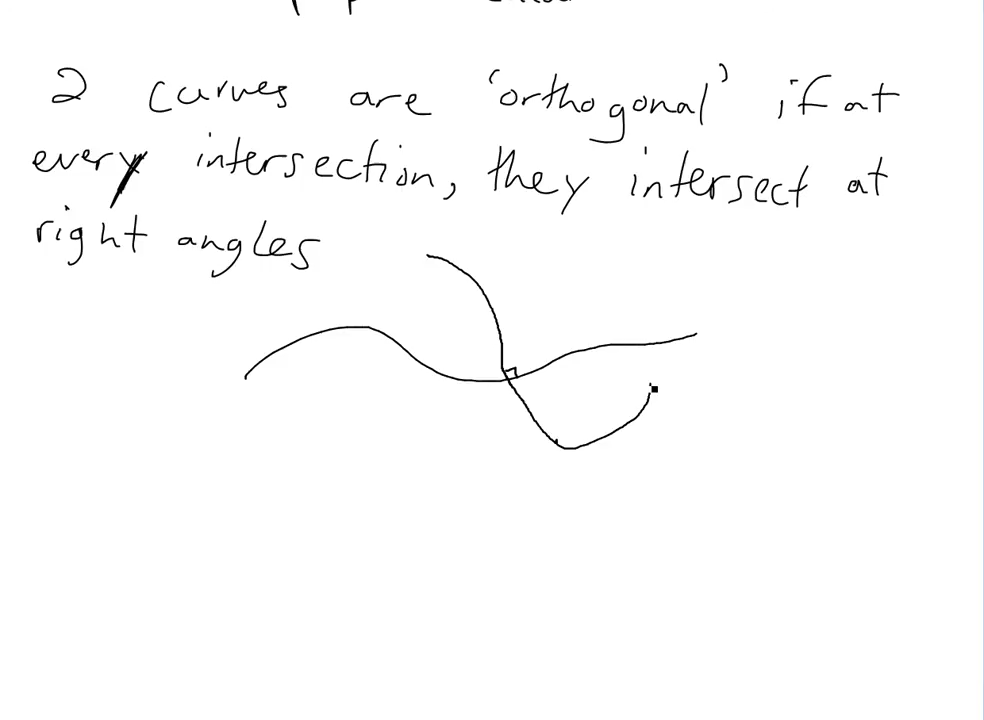 2 curves are 'orthogonal' if at
every intersection, they intersect at
right angles